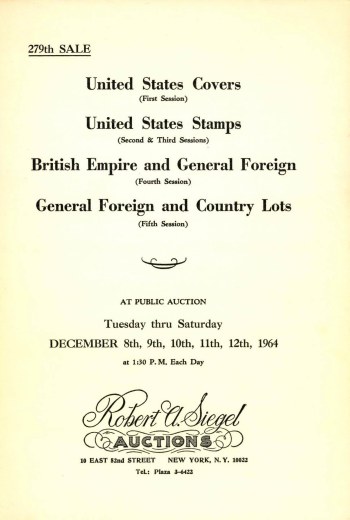 279th SALE
United States Covers
(First Session)
United States Stamps
(Second & Third Sessions)
British Empire and General Foreign
(Fourth Session)
General Foreign and Country Lots
(Fifth Session)
AT PUBLIC AUCTION
Tuesday thru Saturday
DECEMBER 8th, 9th, 10th, 11th, 12th, 1964
at 1:30 P. M. Each Day
Robert A. Siegel
AUCTIONS
10 EAST 52nd STREET NEW YORK, N. Y. 10022
Tel.: Plaza 3-6422